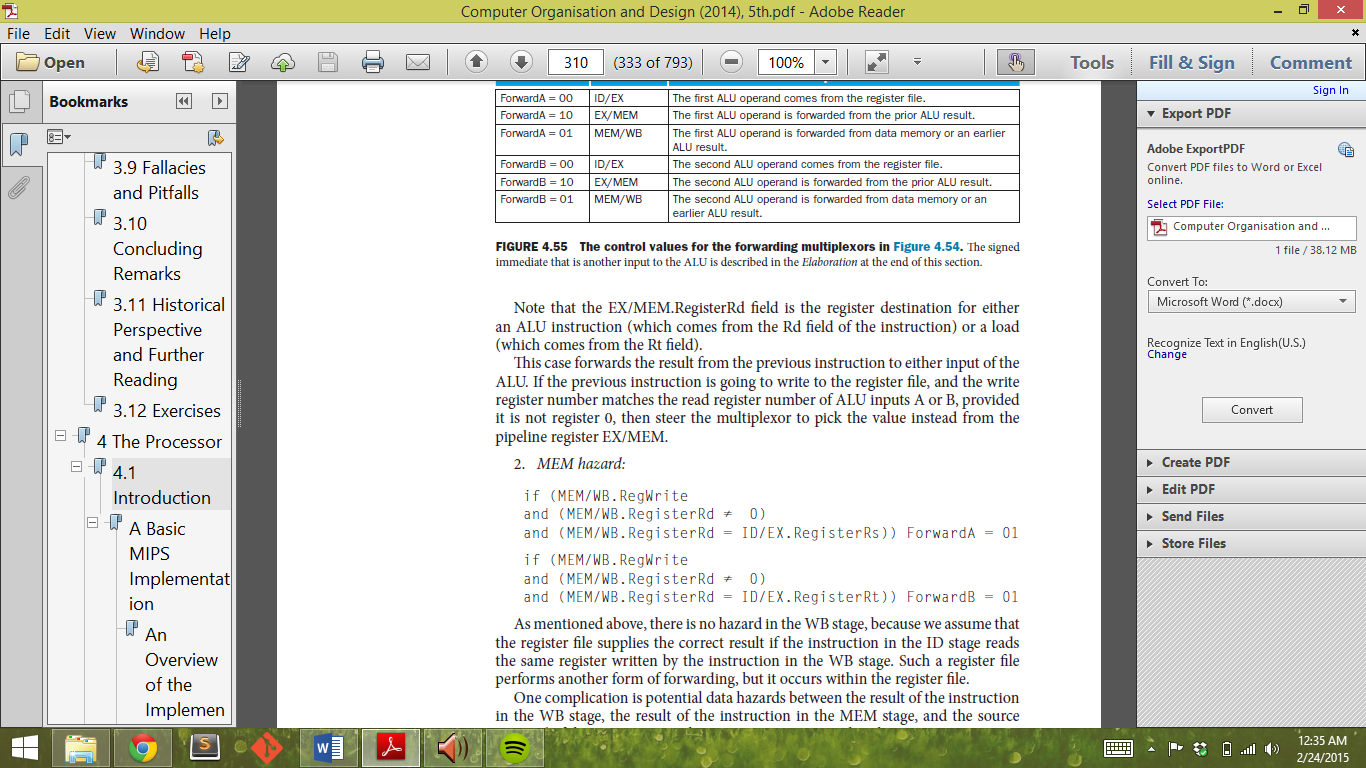 Computer Organisation and Design (2014), 5th.pdf - Adobe Reader
File Edit View Window Help
Open
310 (333 of 793)
100%
Tools Fill & Sign Comment
Bookmarks
3.9 Fallacies
and Pitfalls
3.10
Concluding
Remarks
3.11 Historical
Perspective
and Further
Reading
3.12 Exercises
4 The Processor
4.1
Introduction
A Basic
MIPS
Implementat
ion
An
Overview
of the
Implemen
ForwardA = 00 ID/EX The first ALU operand comes from the register file.
ForwardA = 10 EX/MEM The first ALU operand is forwarded from the prior ALU result.
ForwardA = 01 MEM/WB The first ALU operand is forwarded from data memory or an earlier
ALU result.
ForwardB = 00 ID/EX The second ALU operand comes from the register file.
ForwardB = 10 EX/MEM The second ALU operand is forwarded from the prior ALU result.
ForwardB = 01 MEM/WB The second ALU operand is forwarded from data memory or an
earlier ALU result.
FIGURE 4.55 The control values for the forwarding multiplexors in Figure 4.54. The signed
immediate that is another input to the ALU is described in the Elaboration at the end of this section.
Note that the EX/MEM.RegisterRd field is the register destination for either
an ALU instruction (which comes from the Rd field of the instruction) or a load
(which comes from the Rt field).
This case forwards the result from the previous instruction to either input of the
ALU. If the previous instruction is going to write to the register file, and the write
register number matches the read register number of ALU inputs A or B, provided
it is not register 0, then steer the multiplexor to pick the value instead from the
pipeline register EX/MEM.
2. MEM hazard:
if (MEM/WB.RegWrite
and (MEM/WB.RegisterRd ≠ 0)
and (MEM/WB.RegisterRd = ID/EX.RegisterRs)) ForwardA = 01
if (MEM/WB.RegWrite
and (MEM/WB.RegisterRd ≠ 0)
and (MEM/WB.RegisterRd = ID/EX.RegisterRt)) ForwardB = 01
As mentioned above, there is no hazard in the WB stage, because we assume that
the register file supplies the correct result if the instruction in the ID stage reads
the same register written by the instruction in the WB stage. Such a register file
performs another form of forwarding, but it occurs within the register file.
One complication is potential data hazards between the result of the instruction
in the WB stage, the result of the instruction in the MEM stage, and the source
Sign In
Export PDF
Adobe ExportPDF
Convert PDF files to Word or Excel
online.
Select PDF File:
Computer Organisation and ...
1 file / 38.12 MB
Convert To:
Microsoft Word (*.docx)
Recognize Text in English(U.S.)
Change
Convert
Create PDF
Edit PDF
Send Files
Store Files
12:35 AM
2/24/2015